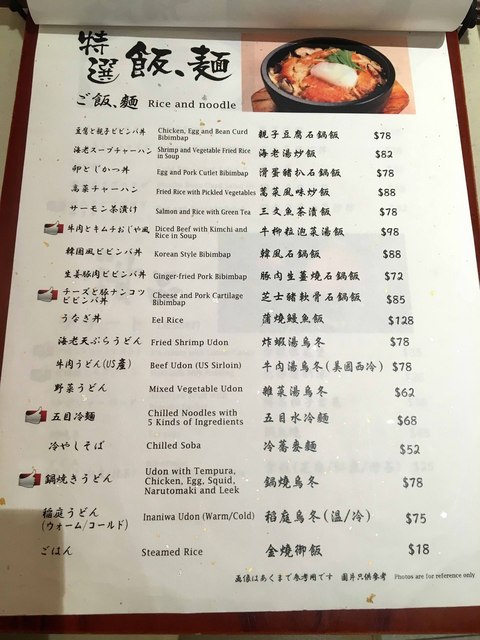 特選 飯、麺
ご飯、麺 Rice and noodle
豆腐と親子ビビンバ丼 Chicken, Egg and Bean Curd Bibimbap 親子豆腐石鍋飯 $78
海老スープチャーハン Shrimp and Vegetable Fried Rice in Soup 海老湯炒飯 $82
卵とじかつ丼 Egg and Pork Cutlet Bibimbap 滑蛋豬扒石鍋飯 $78
高菜チャーハン Fried Rice with Pickled Vegetables 葛菜風味炒飯 $88
サーモン茶漬け Salmon and Rice with Green Tea 三文魚茶漬飯 $78
牛肉とキムチおじや風 Diced Beef with Kimchi and Rice in Soup 牛柳粒泡菜湯飯 $98
韓国風ビビンバ丼 Korean Style Bibimbap 韓風石鍋飯 $88
生姜豚肉ビビンバ丼 Ginger-fried Pork Bibimbap 豚肉生薑燒石鍋飯 $72
チーズと豚ナンコツビビンバ丼 Cheese and Pork Cartilage Bibimbap 芝士豬軟骨石鍋飯 $85
うなぎ丼 Eel Rice 蒲燒鰻魚飯 $128
海老天ぷらうどん Fried Shrimp Udon 炸蝦湯烏冬 $78
牛肉うどん(US産) Beef Udon (US Sirloin) 牛肉湯烏冬(美國西冷) $78
野菜うどん Mixed Vegetable Udon 雜菜湯烏冬 $62
五目冷麺 Chilled Noodles with 5 Kinds of Ingredients 五目水冷麵 $68
冷やしそば Chilled Soba 冷蕎麥麵 $52
鍋焼きうどん Udon with Tempura, Chicken, Egg, Squid, Narutomaki and Leek 鍋燒烏冬 $78
稲庭うどん (ウォーム/コールド) Inaniwa Udon (Warm/Cold) 稻庭烏冬(温/冷) $75
ごはん Steamed Rice 金燒御飯 $18
画像はあくまで参考用です 圖片只供參考 Photos are for reference only